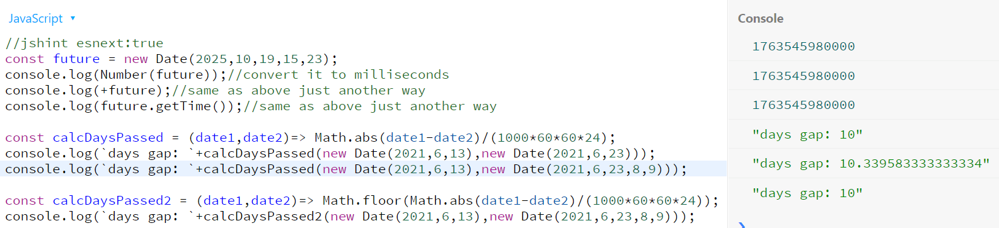 JavaScript ▾
//jshint esnext:true
const future = new Date(2025,10,19,15,23);
console.log(Number(future));//convert it to milliseconds
console.log(+future);//same as above just another way
console.log(future.getTime());//same as above just another way
const calcDaysPassed = (date1,date2)=> Math.abs(date1-date2)/(1000*60*60*24);
console.log(`days gap: `+calcDaysPassed(new Date(2021,6,13),new Date(2021,6,23)));
console.log(`days gap: `+calcDaysPassed(new Date(2021,6,13),new Date(2021,6,23,8,9)));
const calcDaysPassed2 = (date1,date2)=> Math.floor(Math.abs(date1-date2)/(1000*60*60*24));
console.log(`days gap: `+calcDaysPassed2(new Date(2021,6,13),new Date(2021,6,23,8,9)));
Console
1763545980000
1763545980000
1763545980000
"days gap: 10"
"days gap: 10.339583333333334"
"days gap: 10"